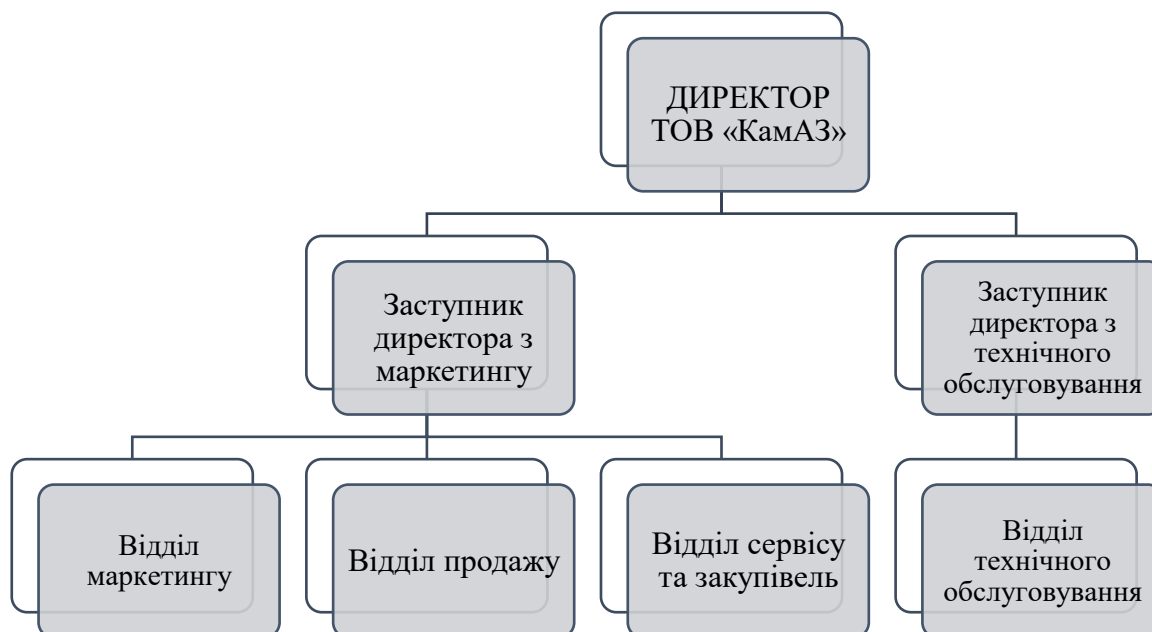 ДИРЕКТОР
ТОВ «КамАЗ»
Заступник
директора з
маркетингу
Заступник
директора з
технічного
обслуговування
Відділ
маркетингу
Відділ продажу
Відділ сервісу
та закупівель
Відділ
технічного
обслуговування